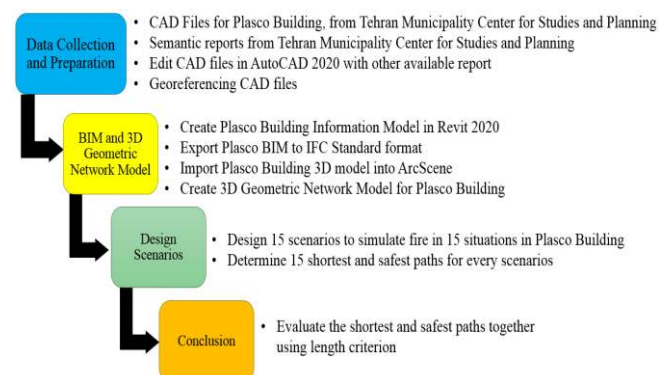 Data Collection
and Preparation
• CAD Files for Plasco Building, from Tehran Municipality Center for Studies and Planning
• Semantic reports from Tehran Municipality Center for Studies and Planning
• Edit CAD files in AutoCAD 2020 with other available report
• Georeferencing CAD files
BIM and 3D
Geometric
Network Model
• Create Plasco Building Information Model in Revit 2020
• Export Plasco BIM to IFC Standard format
• Import Plasco Building 3D model into ArcScene
• Create 3D Geometric Network Model for Plasco Building
Design
Scenarios
• Design 15 scenarios to simulate fire in 15 situations in Plasco Building
• Determine 15 shortest and safest paths for every scenarios
Conclusion
• Evaluate the shortest and safest paths together
using length criterion